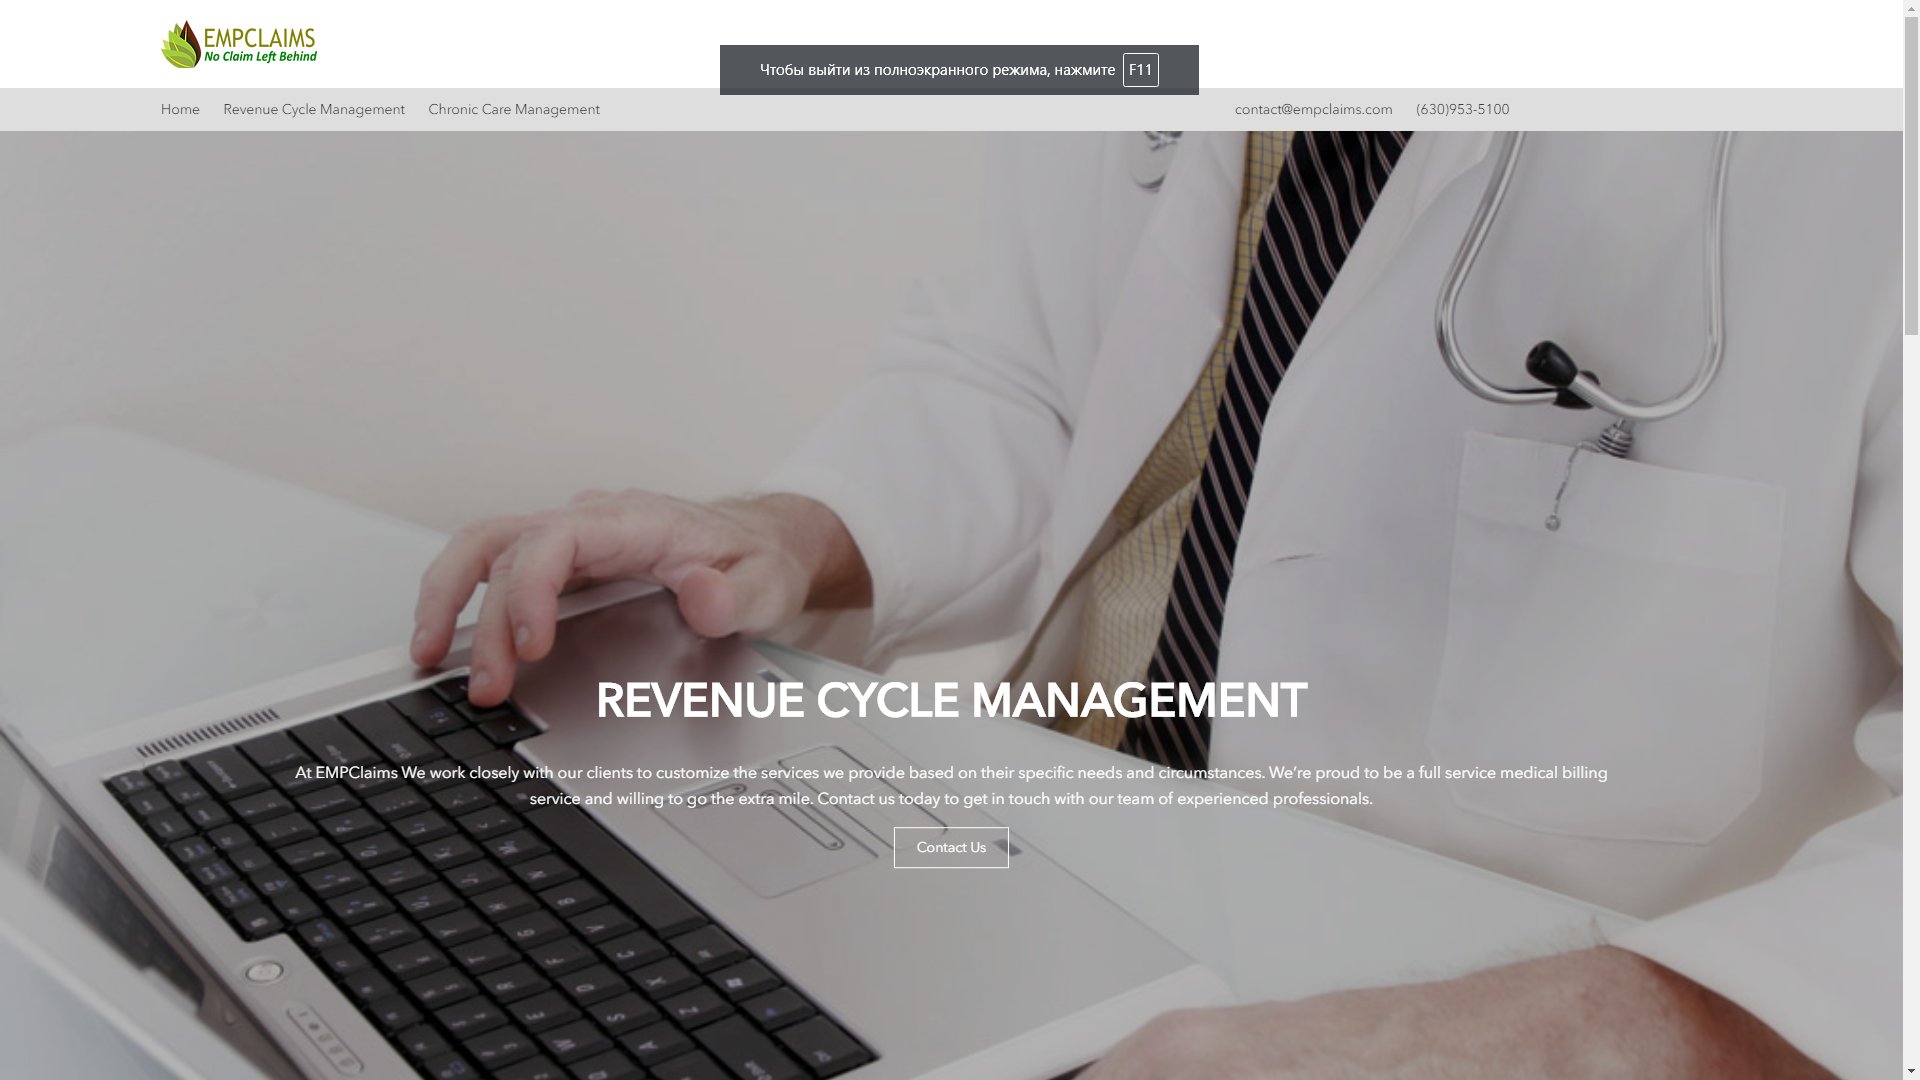 EMPCLAIMS
No Claim Left Behind
Чтобы выйти из полноэкранного режима, нажмите F11
Home Revenue Cycle Management Chronic Care Management contact@empclaims.com (630)953-5100
REVENUE CYCLE MANAGEMENT
At EMPClaims We work closely with our clients to customize the services we provide based on their specific needs and circumstances. We’re proud to be a full service medical billing
service and willing to go the extra mile. Contact us today to get in touch with our team of experienced professionals.
Contact Us